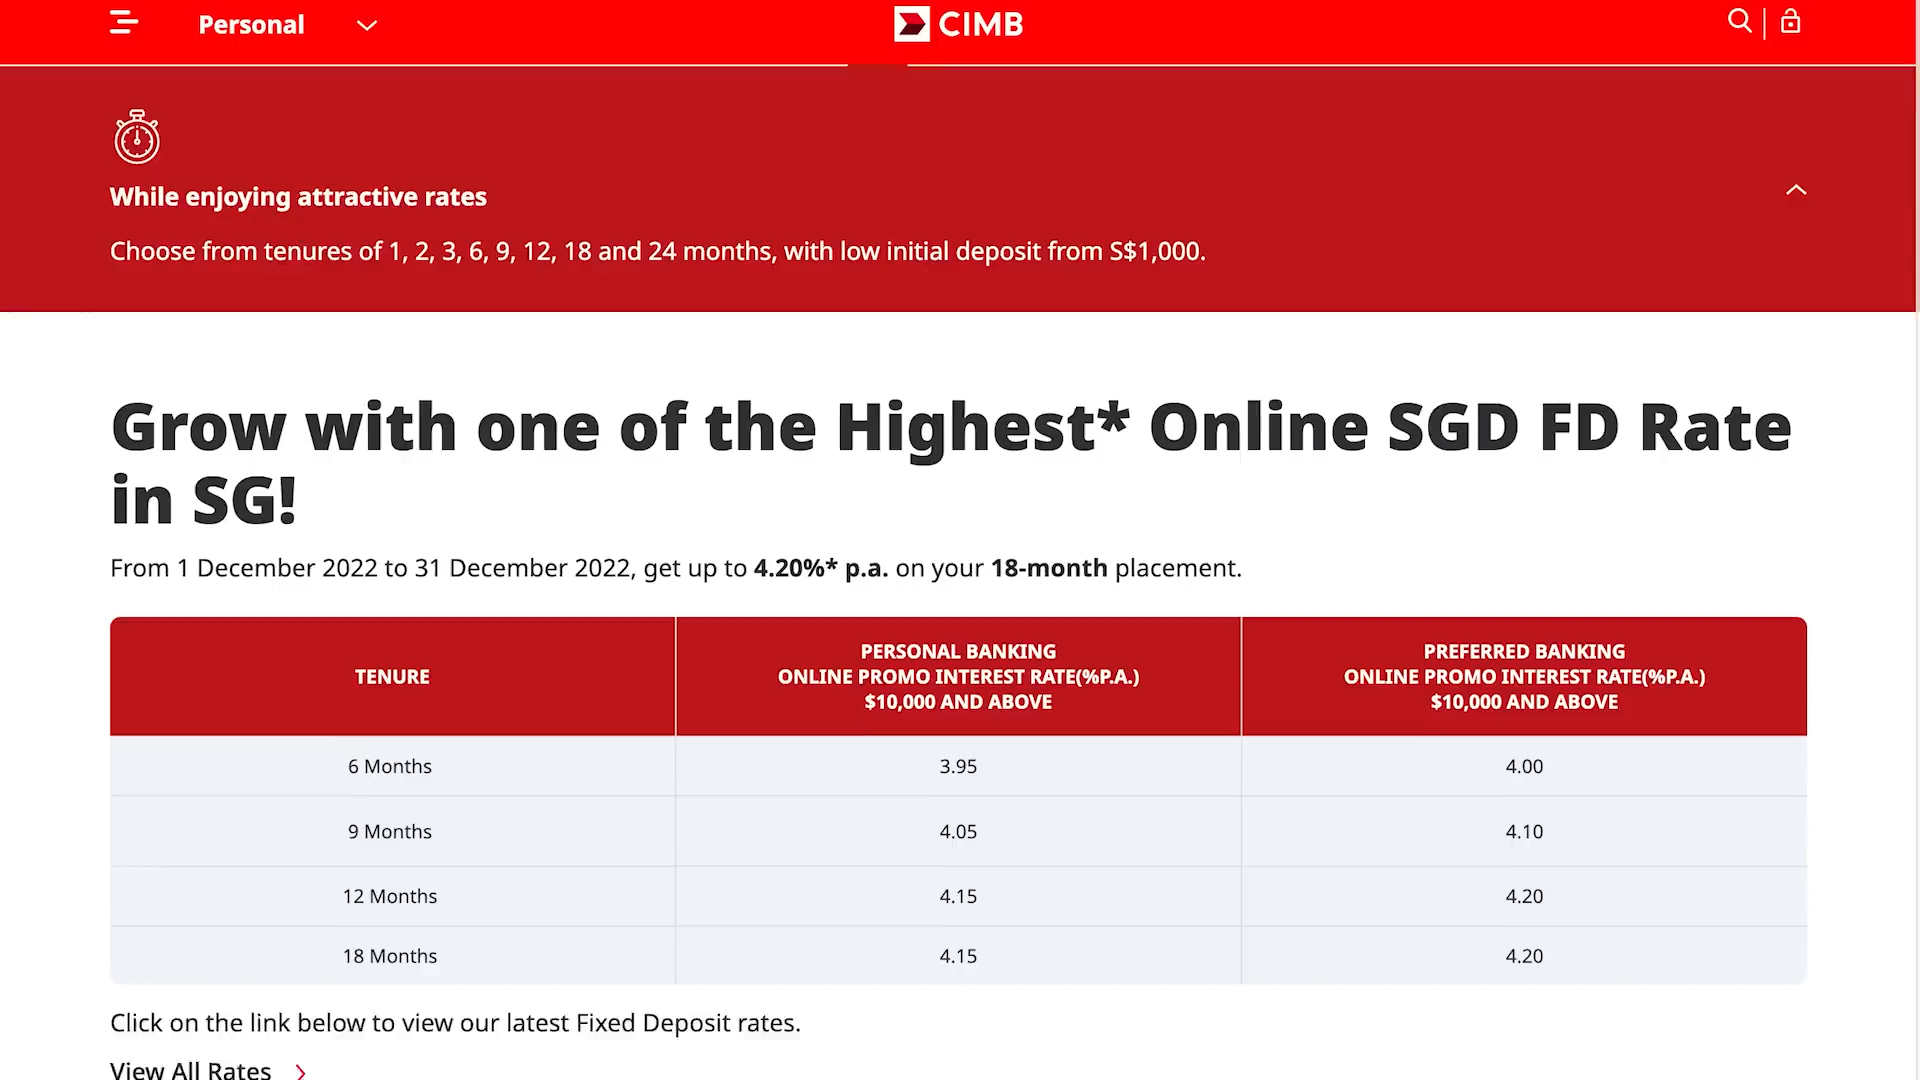 Personal
CIMB
While enjoying attractive rates
Choose from tenures of 1, 2, 3, 6, 9, 12, 18 and 24 months, with low initial deposit from S$1,000.
Grow with one of the Highest* Online SGD FD Rate
in SG!
From 1 December 2022 to 31 December 2022, get up to 4.20%* p.a. on your 18-month placement.
TENURE
PERSONAL BANKING
ONLINE PROMO INTEREST RATE(%P.A.)
$10,000 AND ABOVE
PREFERRED BANKING
ONLINE PROMO INTEREST RATE(%P.A.)
$10,000 AND ABOVE
6 Months 3.95 4.00
9 Months 4.05 4.10
12 Months 4.15 4.20
18 Months 4.15 4.20
Click on the link below to view our latest Fixed Deposit rates.
View All Rates